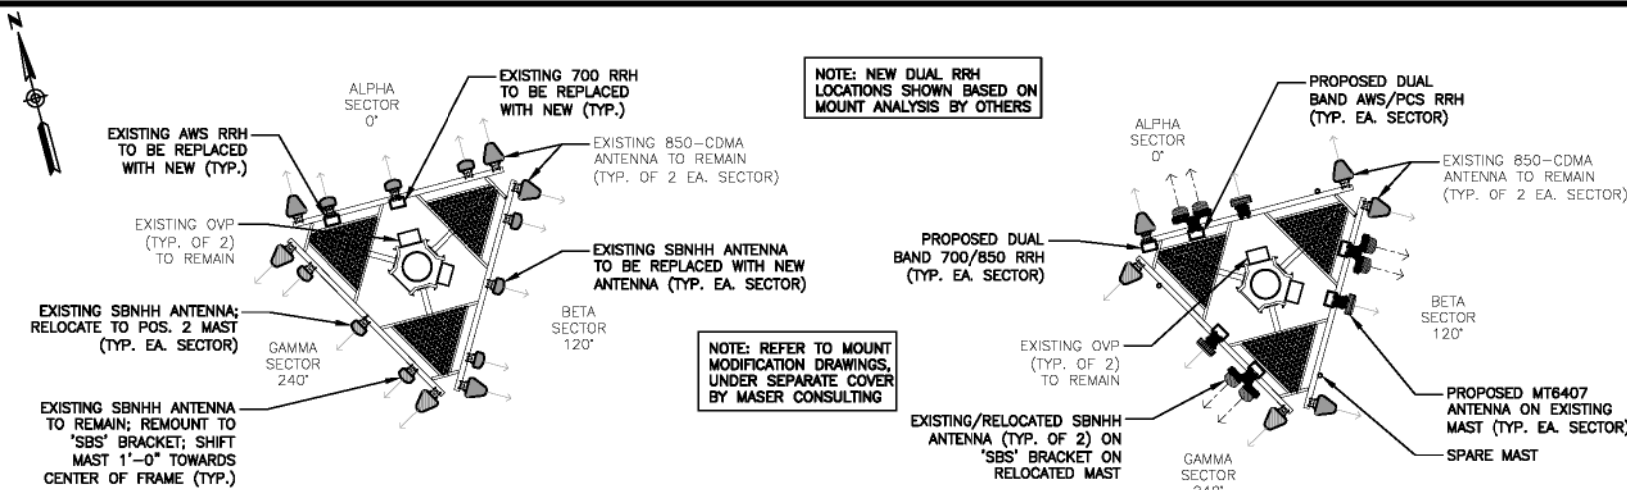 N
ALPHA
SECTOR
0°
EXISTING 700 RRH
TO BE REPLACED
WITH NEW (TYP.)
EXISTING AWS RRH
TO BE REPLACED
WITH NEW (TYP.)
EXISTING 850-CDMA
ANTENNA TO REMAIN
(TYP. OF 2 EA. SECTOR)
EXISTING OVP
(TYP. OF 2)
TO REMAIN
EXISTING SBNHH ANTENNA
TO BE REPLACED WITH NEW
ANTENNA (TYP. EA. SECTOR)
EXISTING SBNHH ANTENNA;
RELOCATE TO POS. 2 MAST
(TYP. EA. SECTOR)
BETA
SECTOR
120°
GAMMA
SECTOR
240°
EXISTING SBNHH ANTENNA
TO REMAIN; REMOUNT TO
'SBS' BRACKET; SHIFT
MAST 1'-0" TOWARDS
CENTER OF FRAME (TYP.)
NOTE: NEW DUAL RRH
LOCATIONS SHOWN BASED ON
MOUNT ANALYSIS BY OTHERS
NOTE: REFER TO MOUNT
MODIFICATION DRAWINGS,
UNDER SEPARATE COVER
BY MASER CONSULTING
PROPOSED DUAL
BAND AWS/PCS RRH
(TYP. EA. SECTOR)
ALPHA
SECTOR
0°
EXISTING 850-CDMA
ANTENNA TO REMAIN
(TYP. OF 2 EA. SECTOR)
PROPOSED DUAL
BAND 700/850 RRH
(TYP. EA. SECTOR)
BETA
SECTOR
120°
EXISTING OVP
(TYP. OF 2)
TO REMAIN
PROPOSED MT6407
ANTENNA ON EXISTING
MAST (TYP. EA. SECTOR)
EXISTING/RELOCATED SBNHH
ANTENNA (TYP. OF 2) ON
'SBS' BRACKET ON
RELOCATED MAST
SPARE MAST
GAMMA
SECTOR
240°